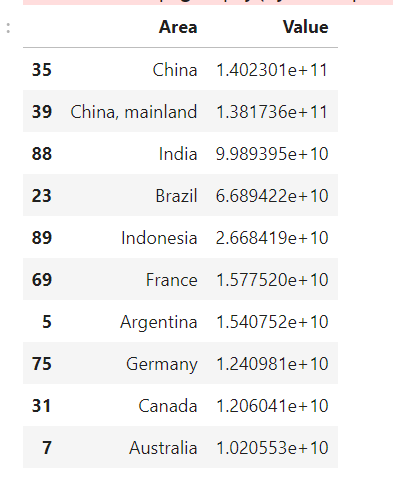 :
Area Value
35 China 1.402301e+11
39 China, mainland 1.381736e+11
88 India 9.989395e+10
23 Brazil 6.689422e+10
89 Indonesia 2.668419e+10
69 France 1.577520e+10
5 Argentina 1.540752e+10
75 Germany 1.240981e+10
31 Canada 1.206041e+10
7 Australia 1.020553e+10